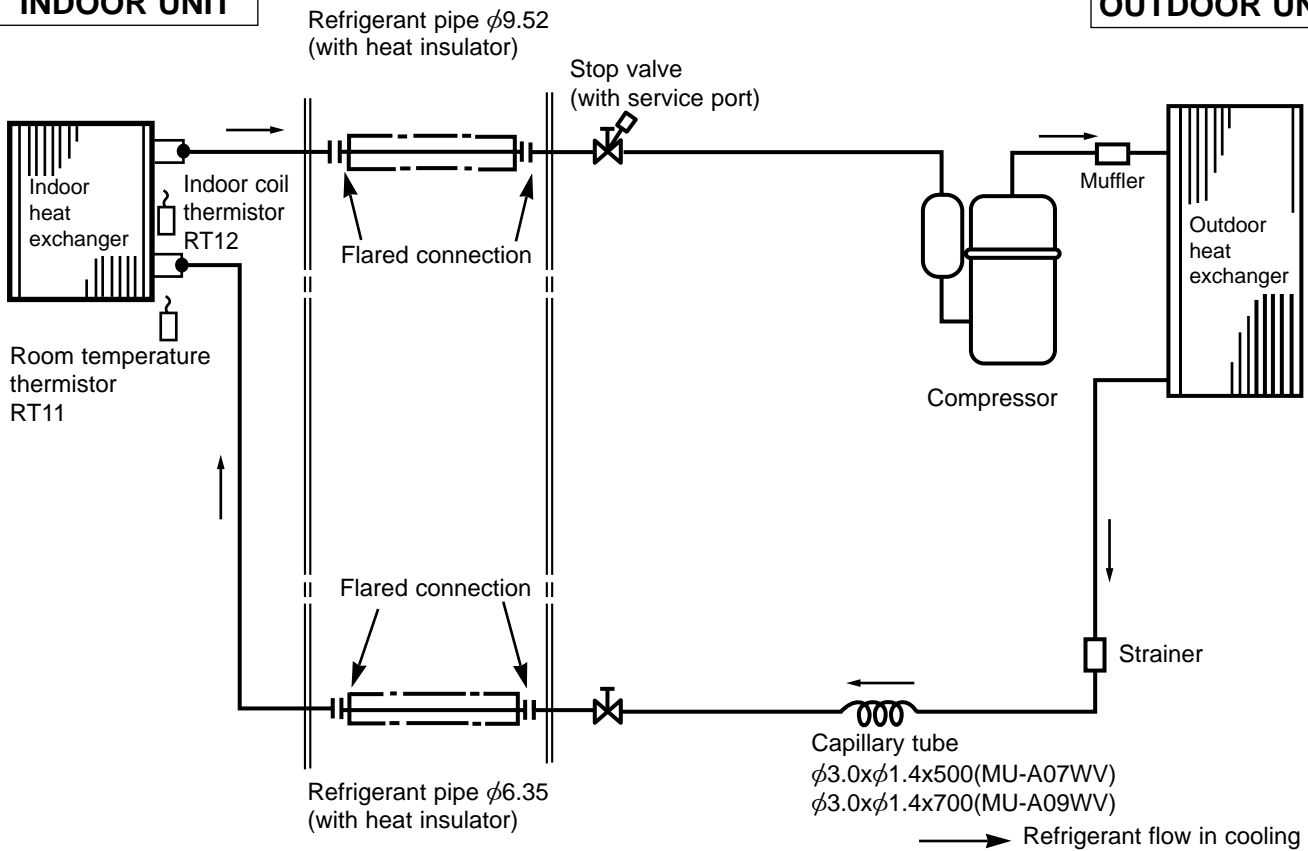 INDOOR UNIT
Refrigerant pipe ϕ9.52
(with heat insulator)
OUTDOOR UN
Stop valve
(with service port)
Indoor
heat
exchanger
Indoor coil
thermistor
RT12
Flared connection
Muffler
Outdoor
heat
exchanger
Room temperature
thermistor
RT11
Compressor
Flared connection
Strainer
Capillary tube
ϕ3.0xϕ1.4x500(MU-A07WV)
ϕ3.0xϕ1.4x700(MU-A09WV)
Refrigerant pipe ϕ6.35
(with heat insulator)
Refrigerant flow in cooling